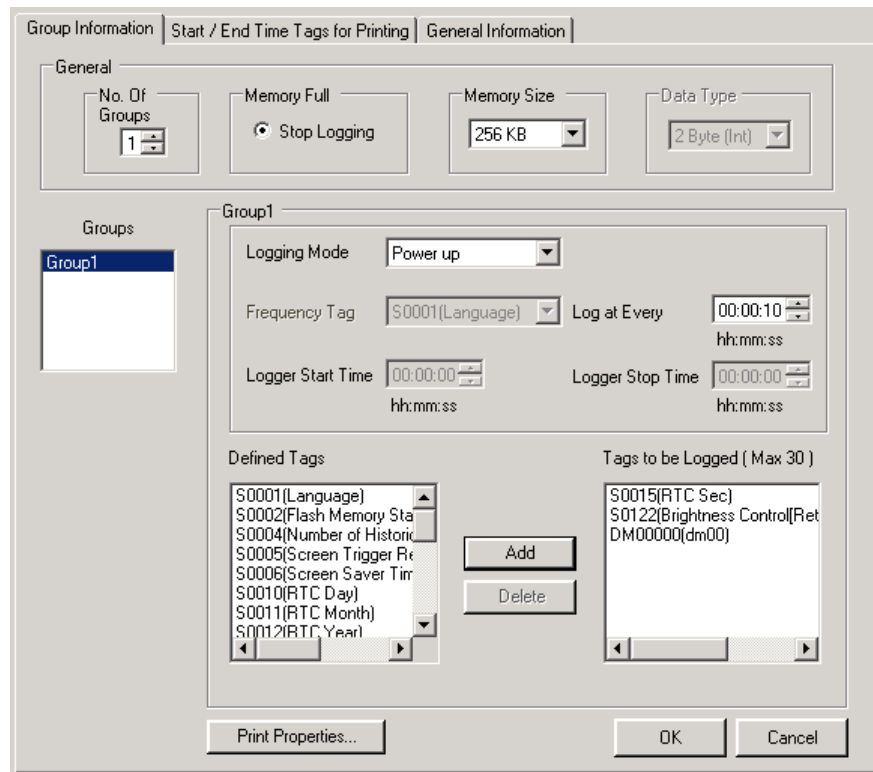 Group Information Start / End Time Tags for Printing General Information
General
No. Of Groups
1
Memory Full
Stop Logging
Memory Size
256 KB
Data Type
2 Byte (Int)
Groups
Group1
Group1
Logging Mode Power up
Frequency Tag S0001(Language) Log at Every 00:00:10
hh:mm:ss
Logger Start Time 00:00:00 Logger Stop Time 00:00:00
hh:mm:ss hh:mm:ss
Defined Tags
S0001(Language)
S0002(Flash Memory Sta
S0004(Number of Historic
S0005(Screen Trigger Re
S0006(Screen Saver Tim
S0010(RTC Day)
S0011(RTC Month)
S0012(RTC Year)
Add
Delete
Tags to be Logged ( Max 30 )
S0015(RTC Sec)
S0122(Brightness Control[Ret
DM00000(dm00)
Print Properties... OK Cancel